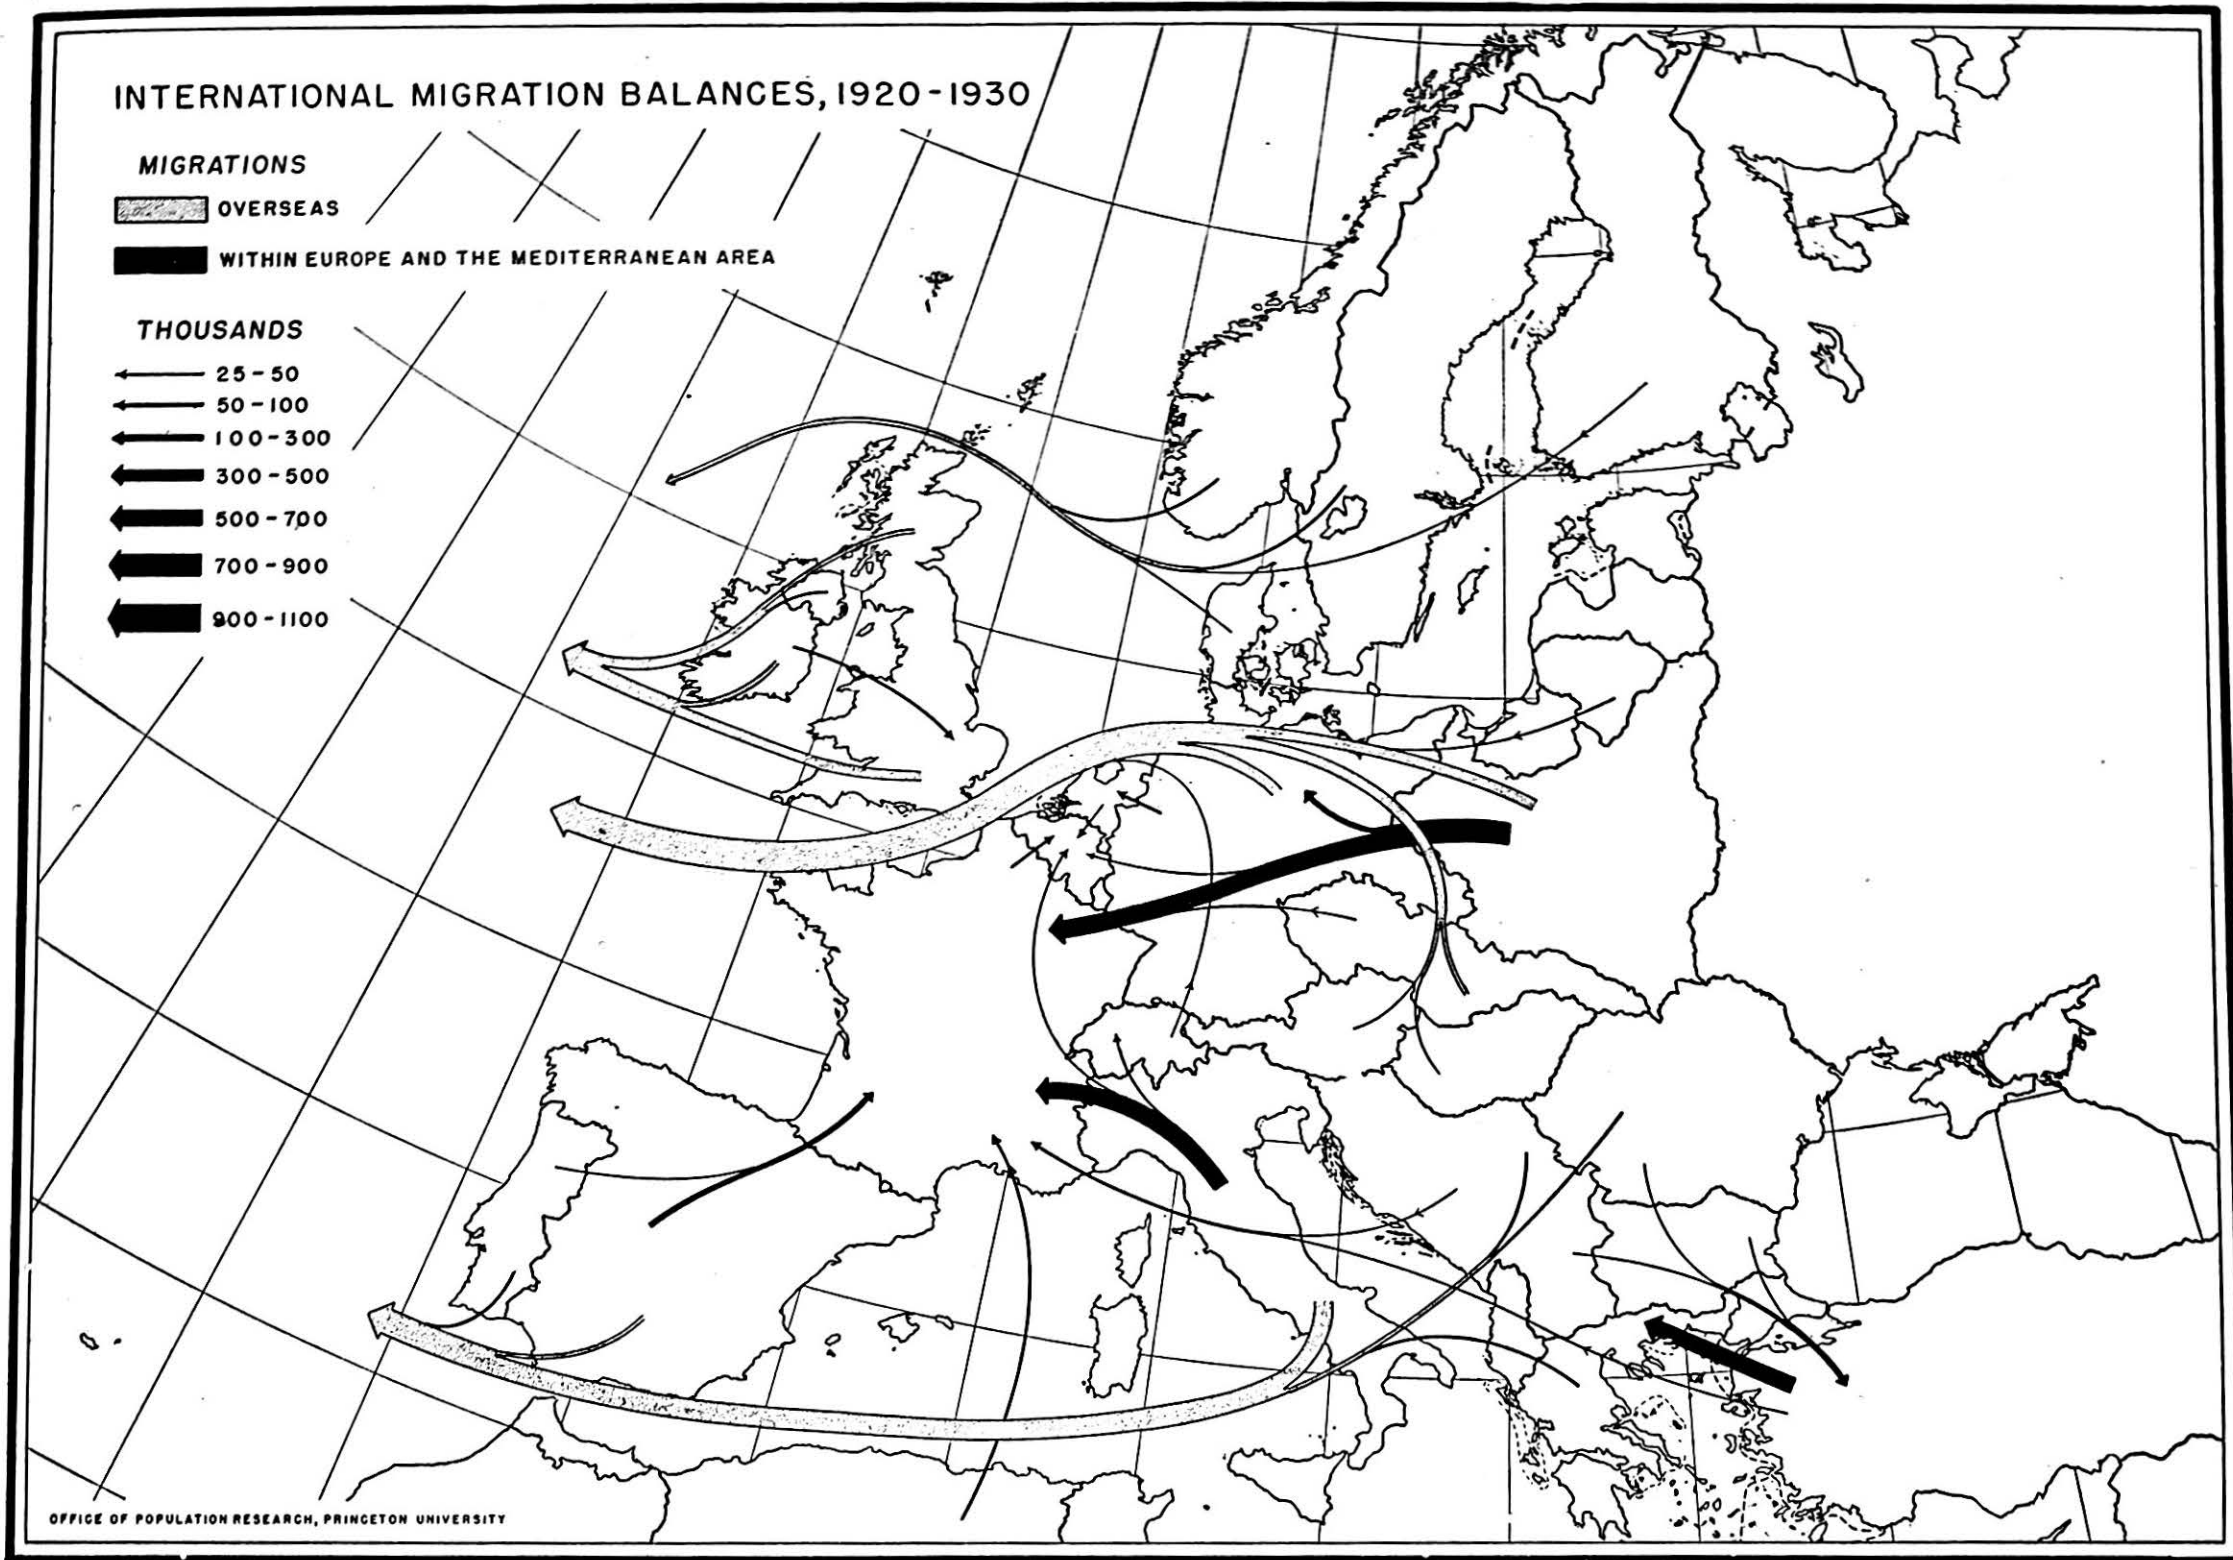 INTERNATIONAL MIGRATION BALANCES, 1920-1930
MIGRATIONS
OVERSEAS
WITHIN EUROPE AND THE MEDITERRANEAN AREA
THOUSANDS
25-50
50-100
100-300
300-500
500-700
700-900
900-1100
OFFICE OF POPULATION RESEARCH, PRINCETON UNIVERSITY